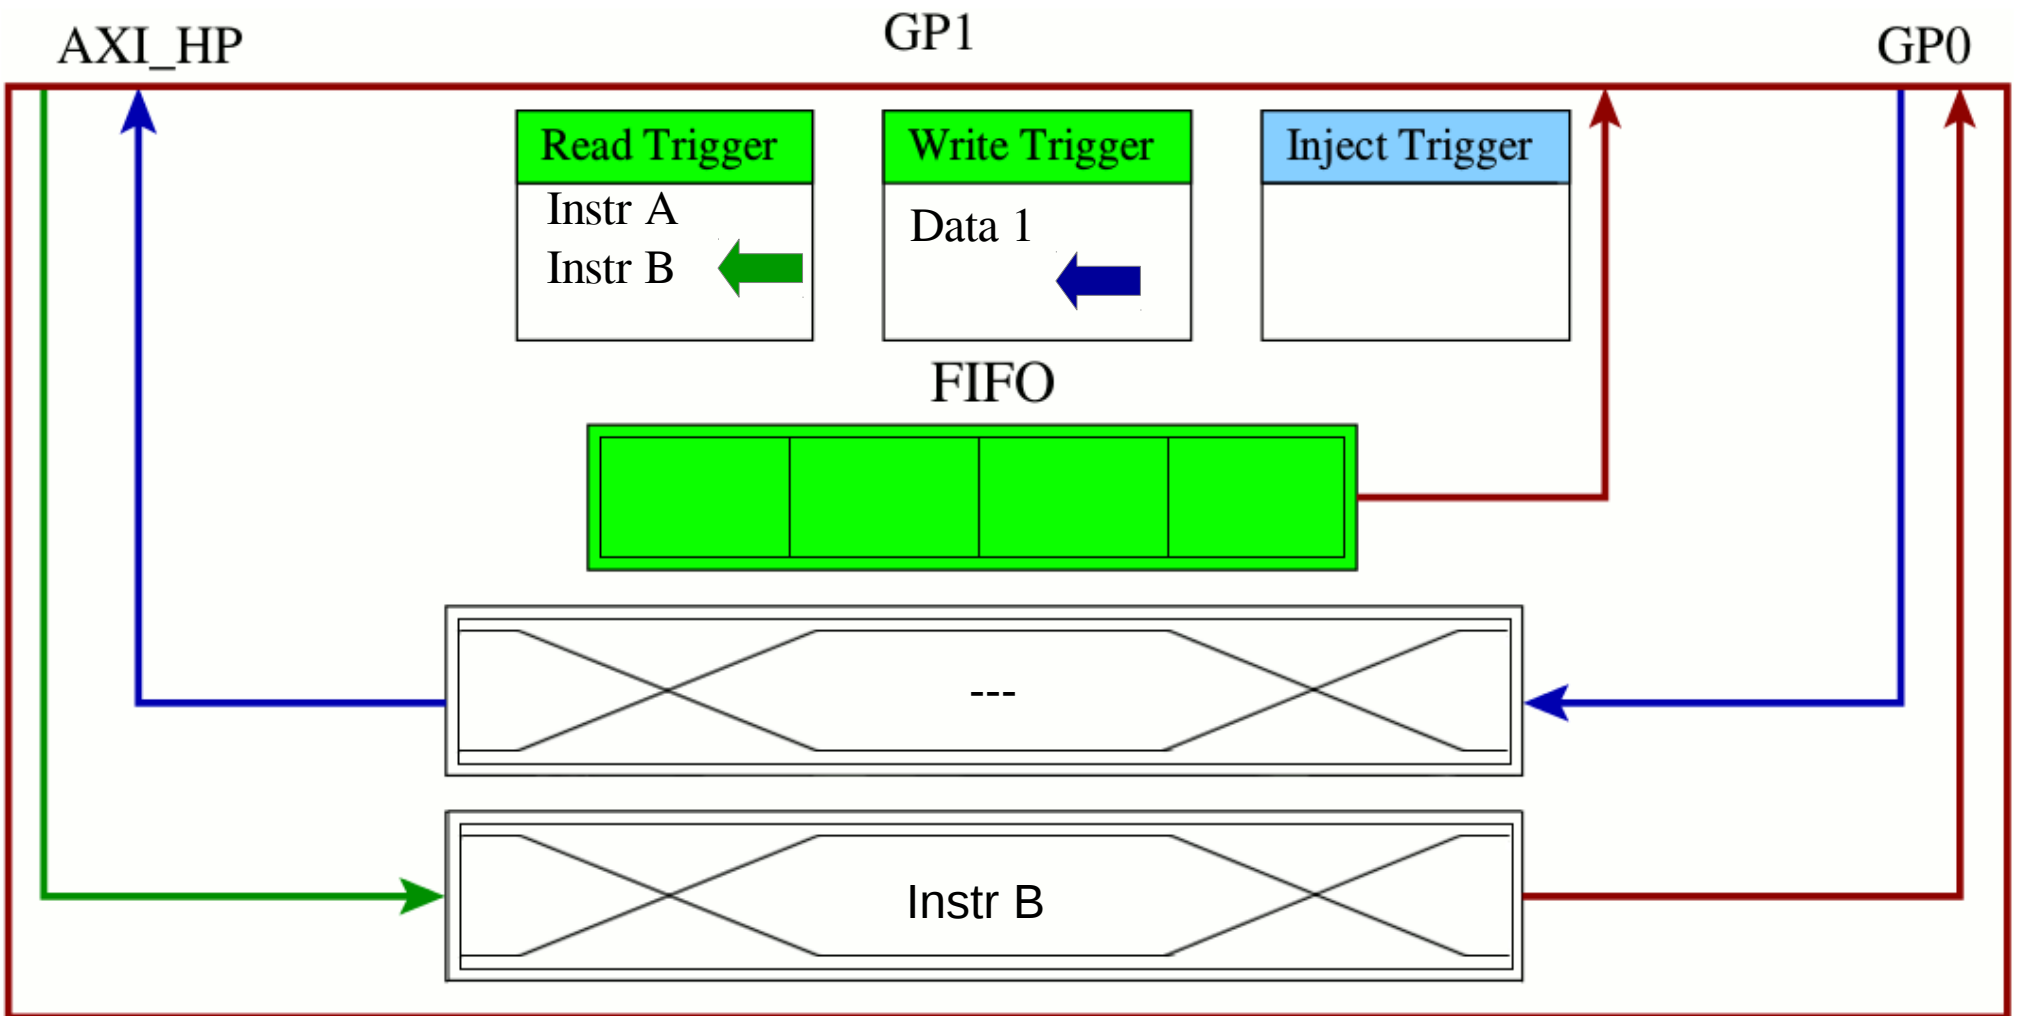 AXI_HP
GP1
GP0
Read Trigger
Instr A
Instr B
Write Trigger
Data 1
Inject Trigger
FIFO
---
Instr B